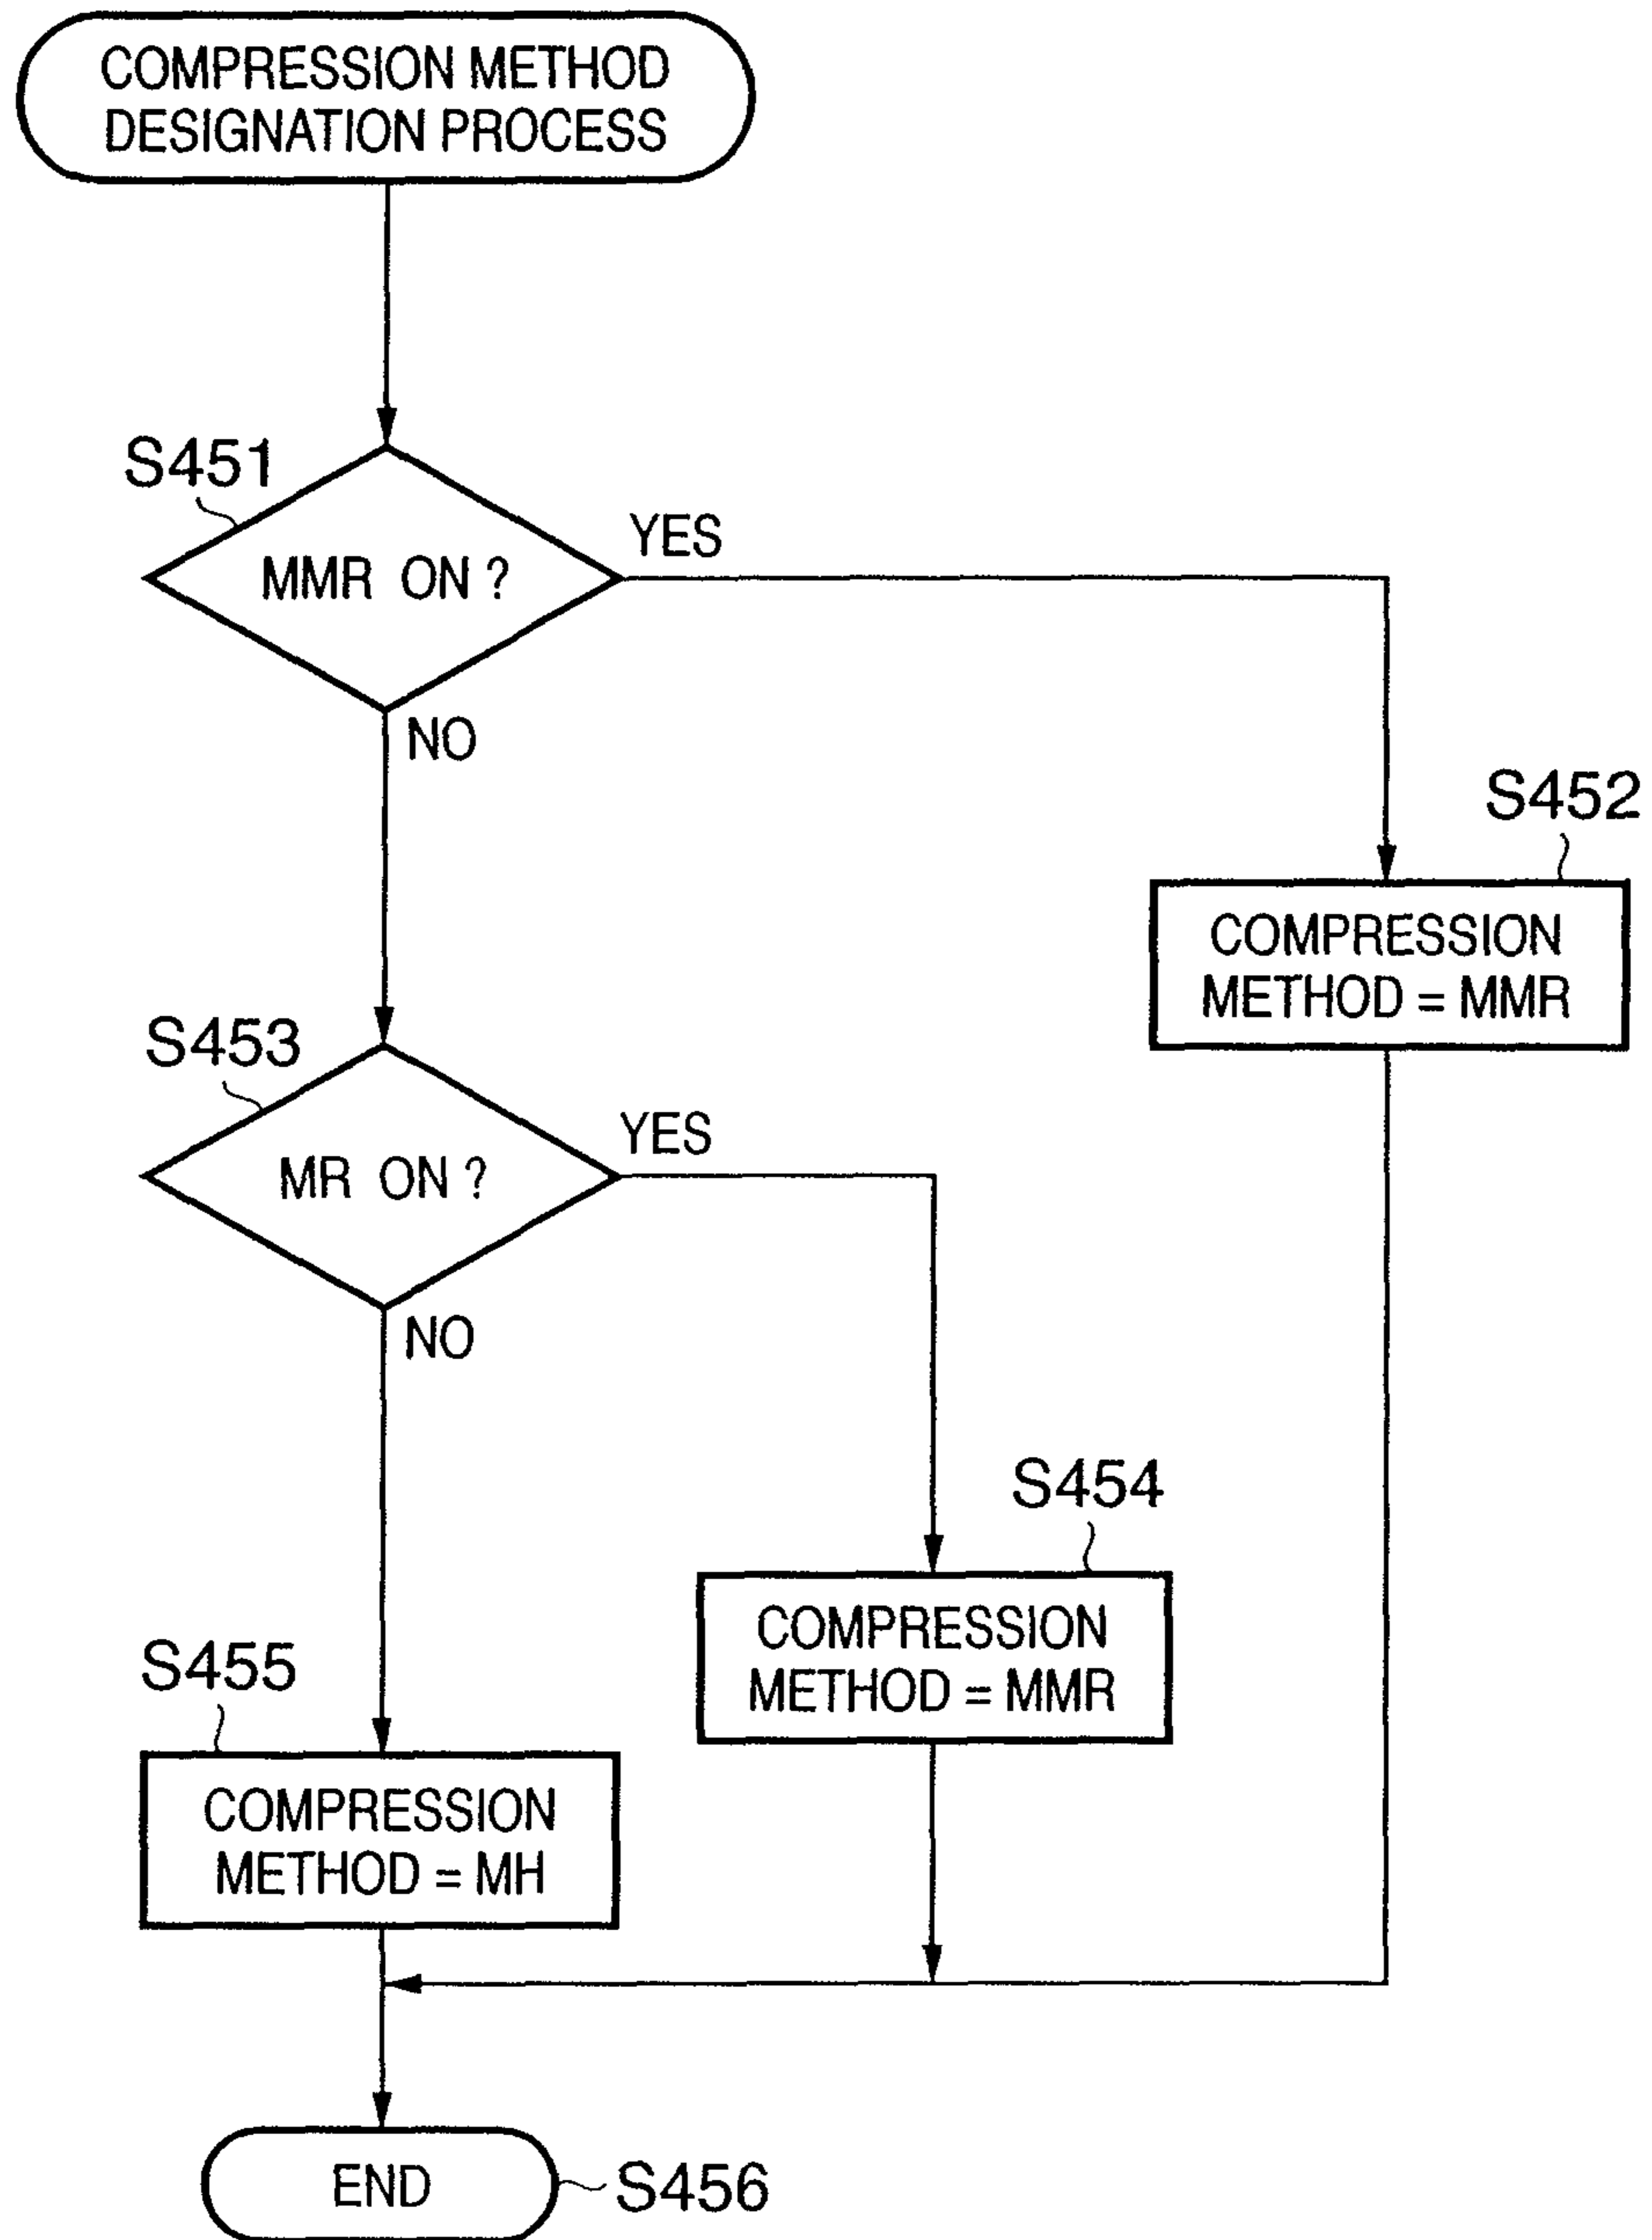 COMPRESSION METHOD
DESIGNATION PROCESS
S451
MMR ON ?
YES
NO
S452
COMPRESSION
METHOD = MMR
S453
MR ON ?
YES
NO
S454
COMPRESSION
METHOD = MMR
S455
COMPRESSION
METHOD = MH
END
S456